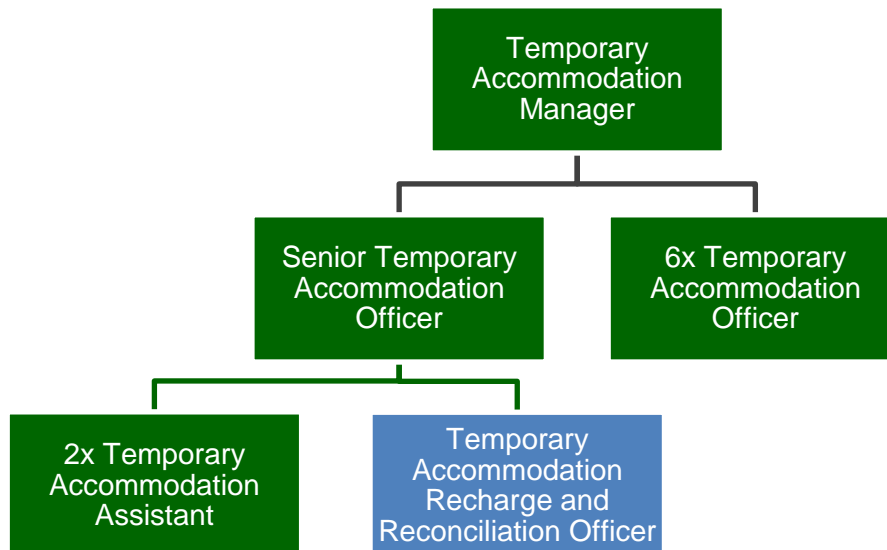 Temporary
Accommodation
Manager
Senior Temporary
Accommodation
Officer
6x Temporary
Accommodation
Officer
2x Temporary
Accommodation
Assistant
Temporary
Accommodation
Recharge and
Reconciliation Officer